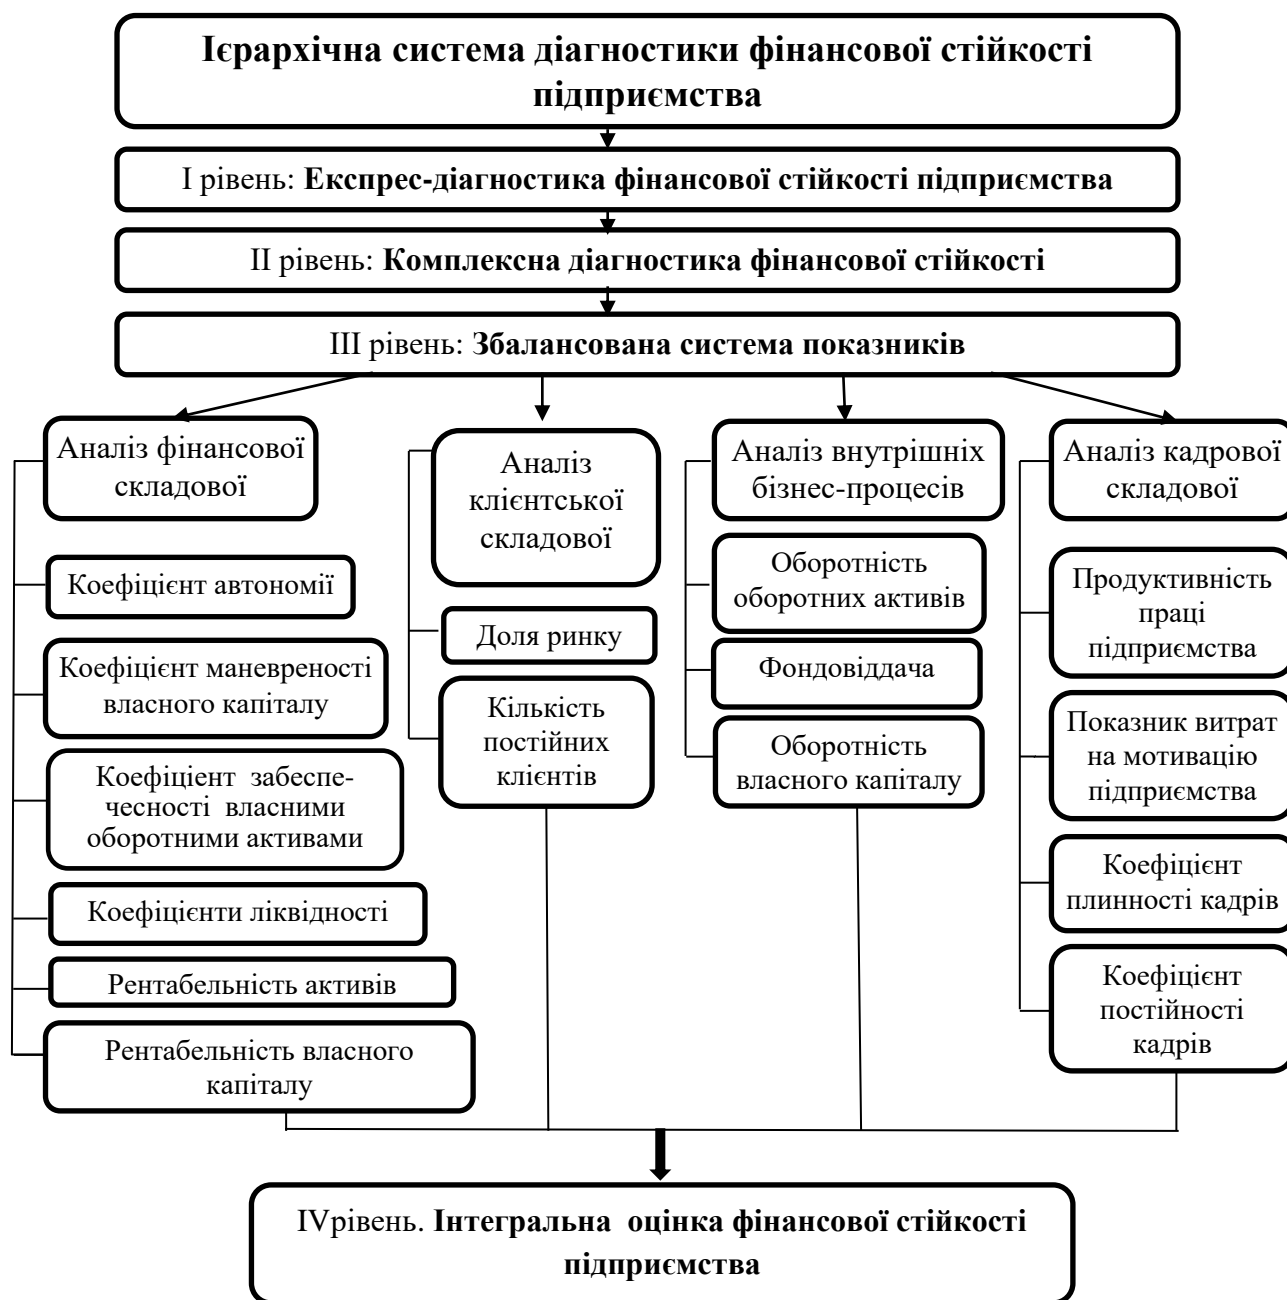 Ієрархічна система діагностики фінансової стійкості
підприємства
І рівень: Експрес-діагностика фінансової стійкості підприємства
ІІ рівень: Комплексна діагностика фінансової стійкості
ІІІ рівень: Збалансована система показників
Аналіз фінансової
складової
Коефіцієнт автономії
Коефіцієнт маневреності
власного капіталу
Коефіцієнт забеспе-
чесності власними
оборотними активами
Коефіцієнти ліквідності
Рентабельність активів
Рентабельність власного
капіталу
Аналіз
клієнтської
складової
Доля ринку
Кількість
постійних
клієнтів
Аналіз внутрішніх
бізнес-процесів
Оборотність
оборотних активів
Фондовіддача
Оборотність
власного капіталу
Аналіз кадрової
складової
Продуктивність
праці
підприємства
Показник витрат
на мотивацію
підприємства
Коефіцієнт
плинності кадрів
Коефіцієнт
постійності
кадрів
IVрівень. Інтегральна оцінка фінансової стійкості
підприємства